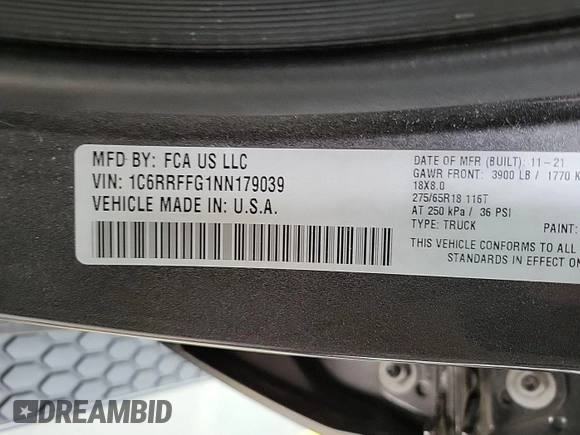 MFD BY: FCA US LLC
VIN: 1C6RRFFG1NN179039
VEHICLE MADE IN: U.S.A.
DATE OF MFR (BUILT): 11-21
GAWR FRONT: 3900 LB / 1770 K
18X8.0
275/65R18 116T
AT 250 kPa / 36 PSI
TYPE: TRUCK PAINT:
THIS VEHICLE CONFORMS TO ALL
STANDARDS IN EFFECT ON
DREAMBID